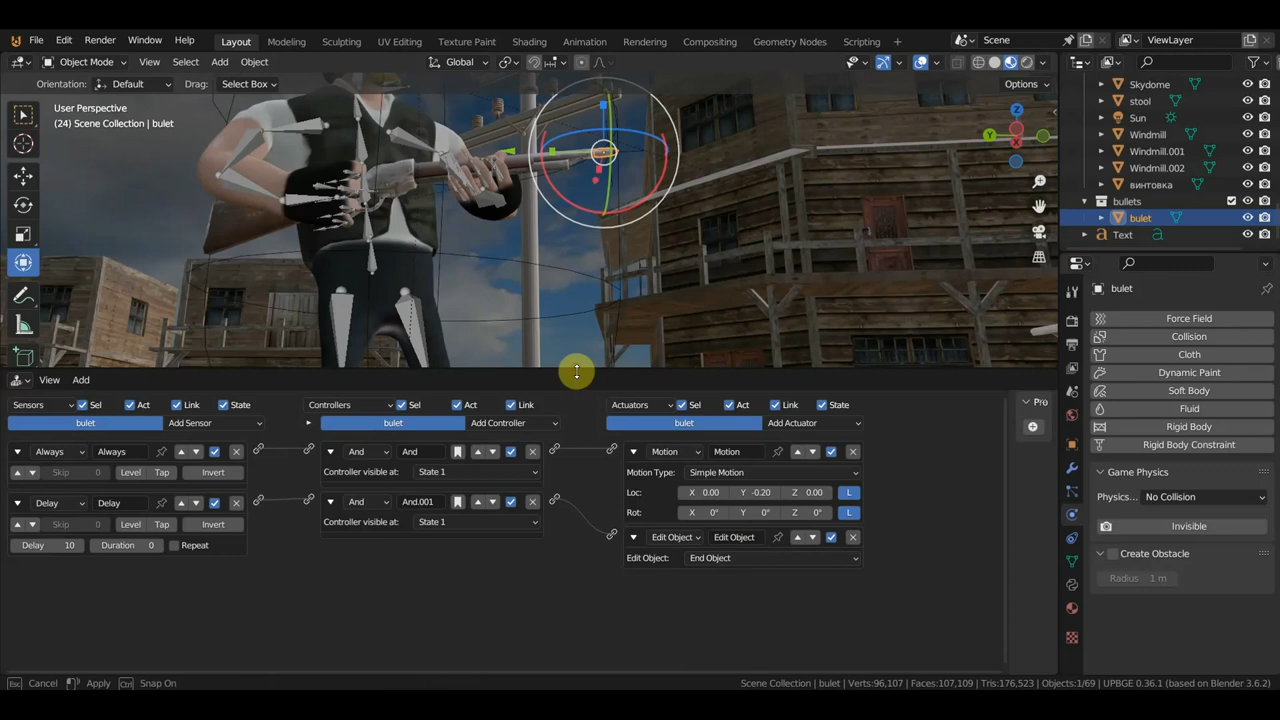 File Edit Render Window Help Layout Modeling Sculpting UV Editing Texture Paint Shading Animation Rendering Compositing Geometry Nodes Scripting + Scene ViewLayer
Object Mode View Select Add Object Global
Orientation: Default Drag: Select Box Options
User Perspective
(24) Scene Collection | bulet
Z
Y
X
Skydome
stool
Sun
Windmill
Windmill.001
Windmill.002
винтовка
bullets
bulet
Text
bulet
Force Field
Collision
Cloth
Dynamic Paint
Soft Body
Fluid
Rigid Body
Rigid Body Constraint
Game Physics
Physics... No Collision
Invisible
Create Obstacle
Radius 1 m
View Add
Sensors Sel Act Link State Controllers Sel Act Link Actuators Sel Act Link State Pro
bulet Add Sensor bulet Add Controller bulet Add Actuator
Always Always And And Motion Motion
Skip 0 Level Tap Invert Controller visible at: State 1 Motion Type: Simple Motion
Loc: X 0.00 Y -0.20 Z 0.00 L
Delay Delay And And.001 Rot: X 0° Y 0° Z 0° L
Skip 0 Level Tap Invert Controller visible at: State 1 Edit Object Edit Object
Delay 10 Duration 0 Repeat Edit Object: End Object
Esc Cancel Apply Ctrl Snap On Scene Collection | bulet | Verts:96,107 | Faces:107,109 | Tris:176,523 | Objects:1/69 | UPBGE 0.36.1 (based on Blender 3.6.2)